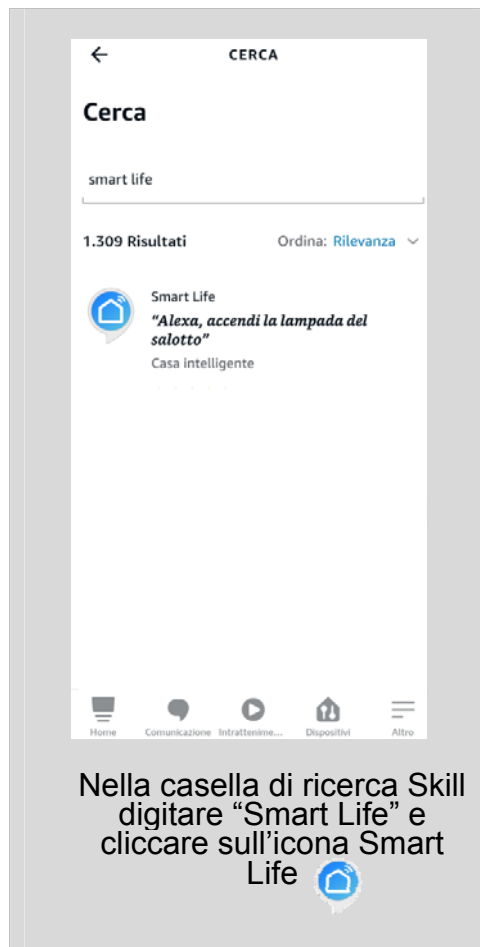 CERCA
Cerca
smart life
1.309 Risultati Ordina: Rilevanza
Smart Life
“Alexa, accendi la lampada del
salotto”
Casa intelligente
Home Comunicazione Intrattenime... Dispositivi Altro
Nella casella di ricerca Skill
digitare “Smart Life” e
cliccare sull’icona Smart
Life